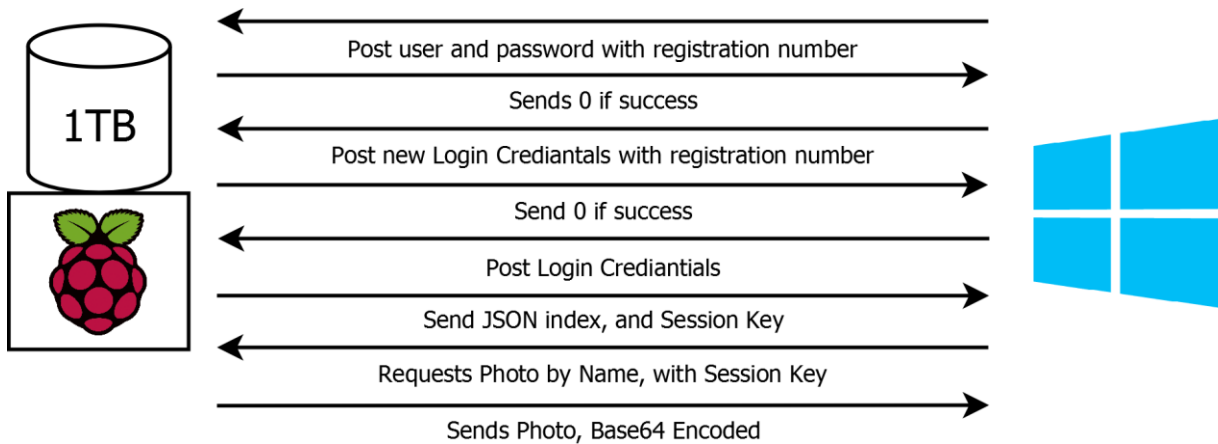 Post user and password with registration number
Sends 0 if success
1TB
Post new Login Crediantals with registration number
Send 0 if success
Post Login Crediantials
Send JSON index, and Session Key
Requests Photo by Name, with Session Key
Sends Photo, Base64 Encoded